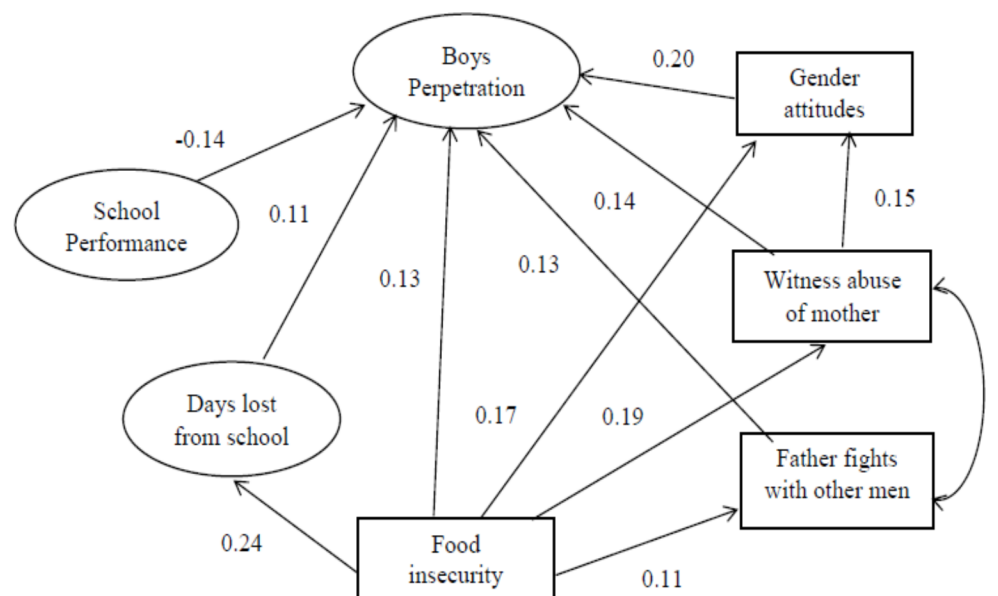 Boys
Perpetration
0.20
Gender
attitudes
-0.14
School
Performance
0.11
0.14
0.15
0.13
0.13
Witness abuse
of mother
Days lost
from school
0.17
0.19
Father fights
with other men
0.24
Food
insecurity
0.11